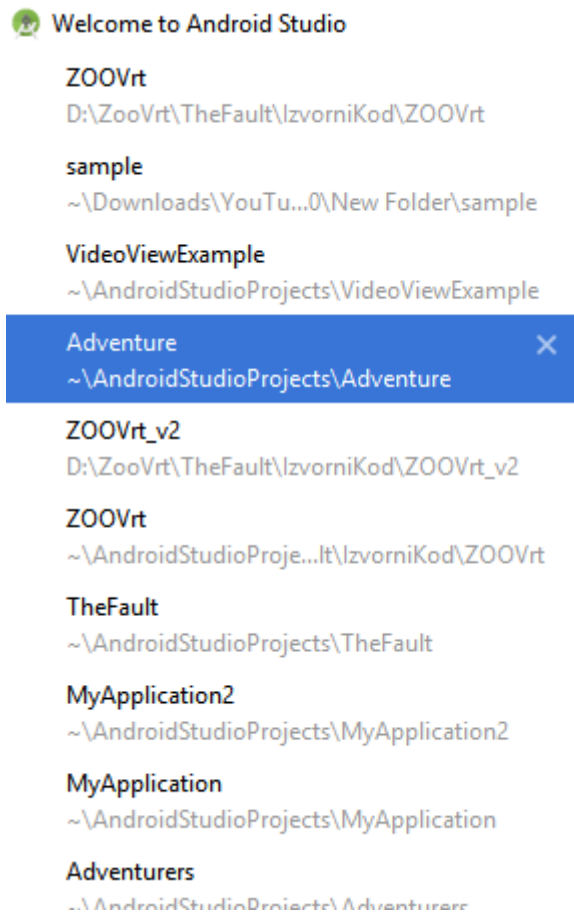 Welcome to Android Studio
ZOOVrt
D:\ZooVrt\TheFault\IzvorniKod\ZOOVrt
sample
~\Downloads\YouTu...0\New Folder\sample
VideoViewExample
~\AndroidStudioProjects\VideoViewExample
Adventure
~\AndroidStudioProjects\Adventure
ZOOVrt_v2
D:\ZooVrt\TheFault\IzvorniKod\ZOOVrt_v2
ZOOVrt
~\AndroidStudioProje...lt\IzvorniKod\ZOOVrt
TheFault
~\AndroidStudioProjects\TheFault
MyApplication2
~\AndroidStudioProjects\MyApplication2
MyApplication
~\AndroidStudioProjects\MyApplication
Adventurers
~\AndroidStudioProjects\Adventurers